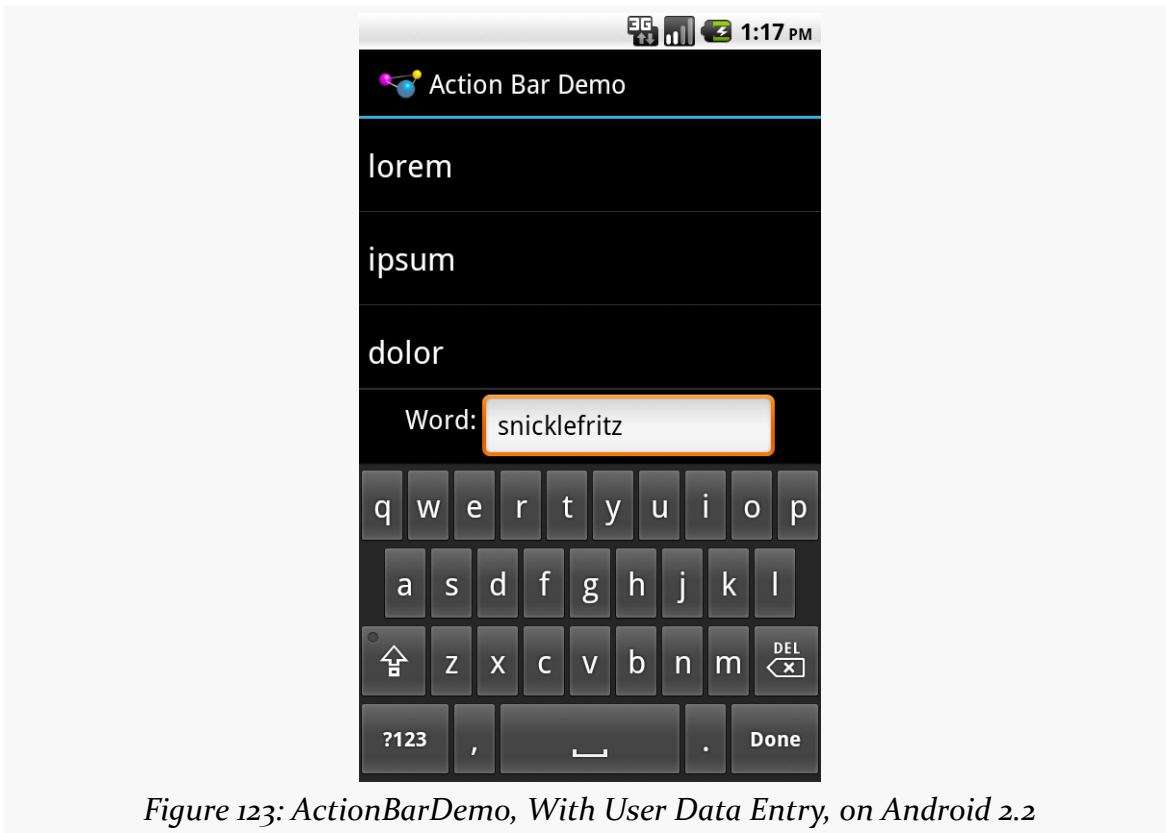 3G 1:17 PM
Action Bar Demo
lorem
ipsum
dolor
Word: snicklefritz
q w e r t y u i o p
a s d f g h j k l
z x c v b n m DEL
?123 , . Done
Figure 123: ActionBarDemo, With User Data Entry, on Android 2.2